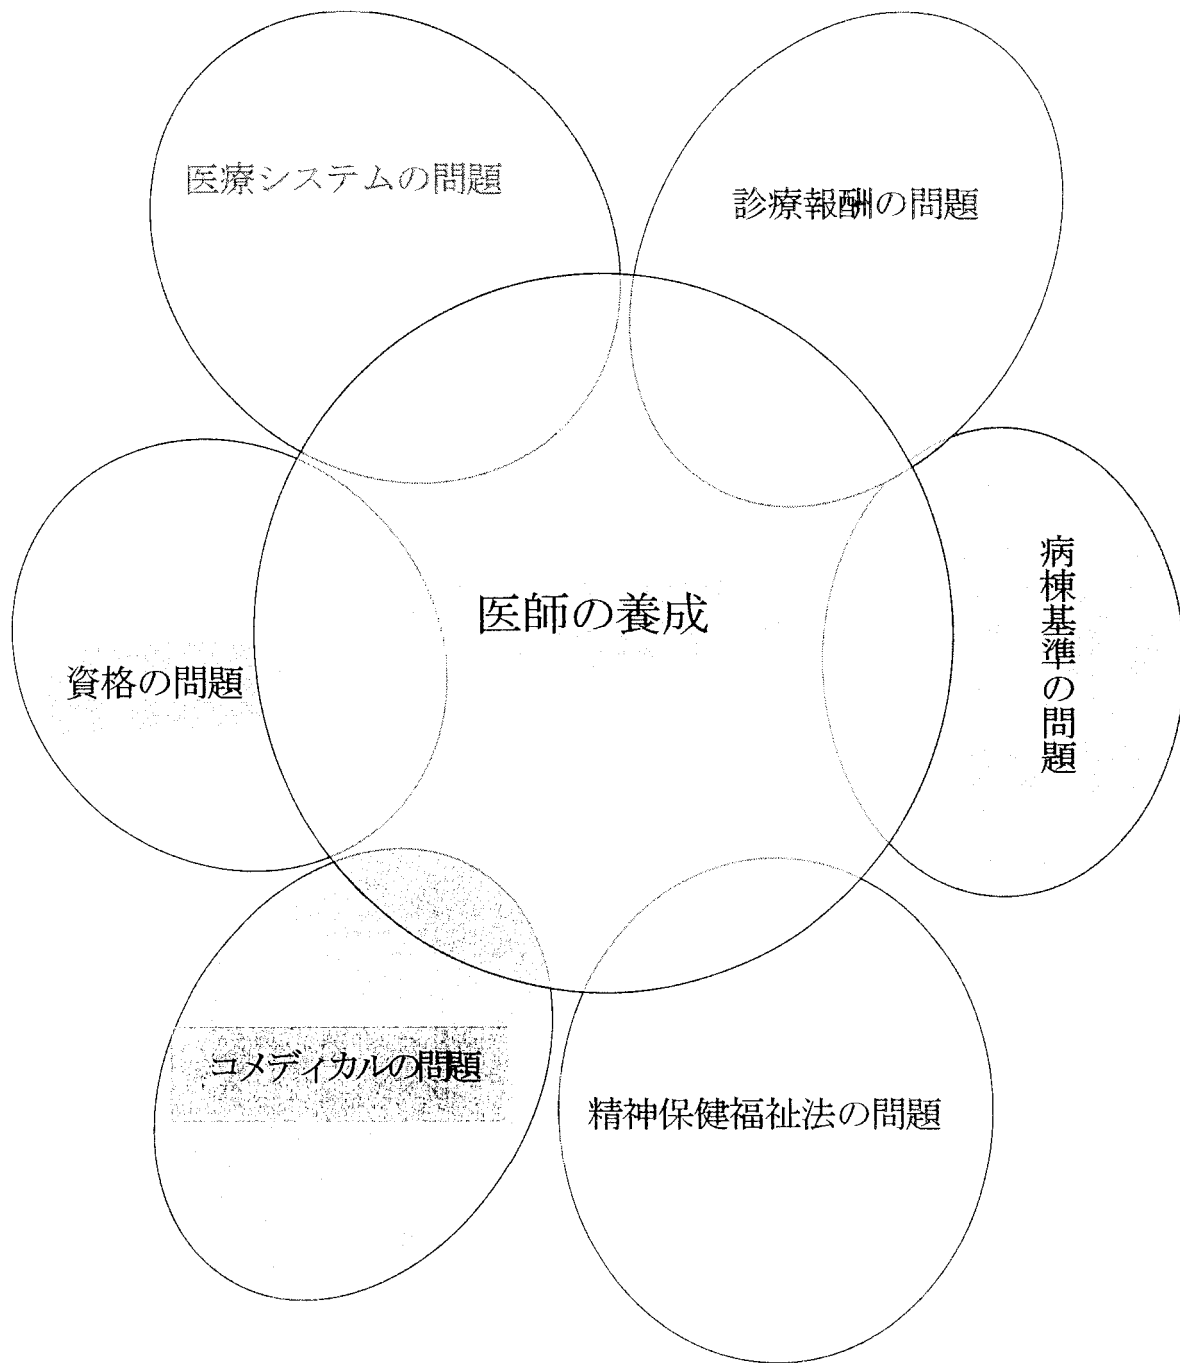 医療システムの問題
診療報酬の問題
病棟基準の問題
医師の養成
資格の問題
コメディカルの問題
精神保健福祉法の問題